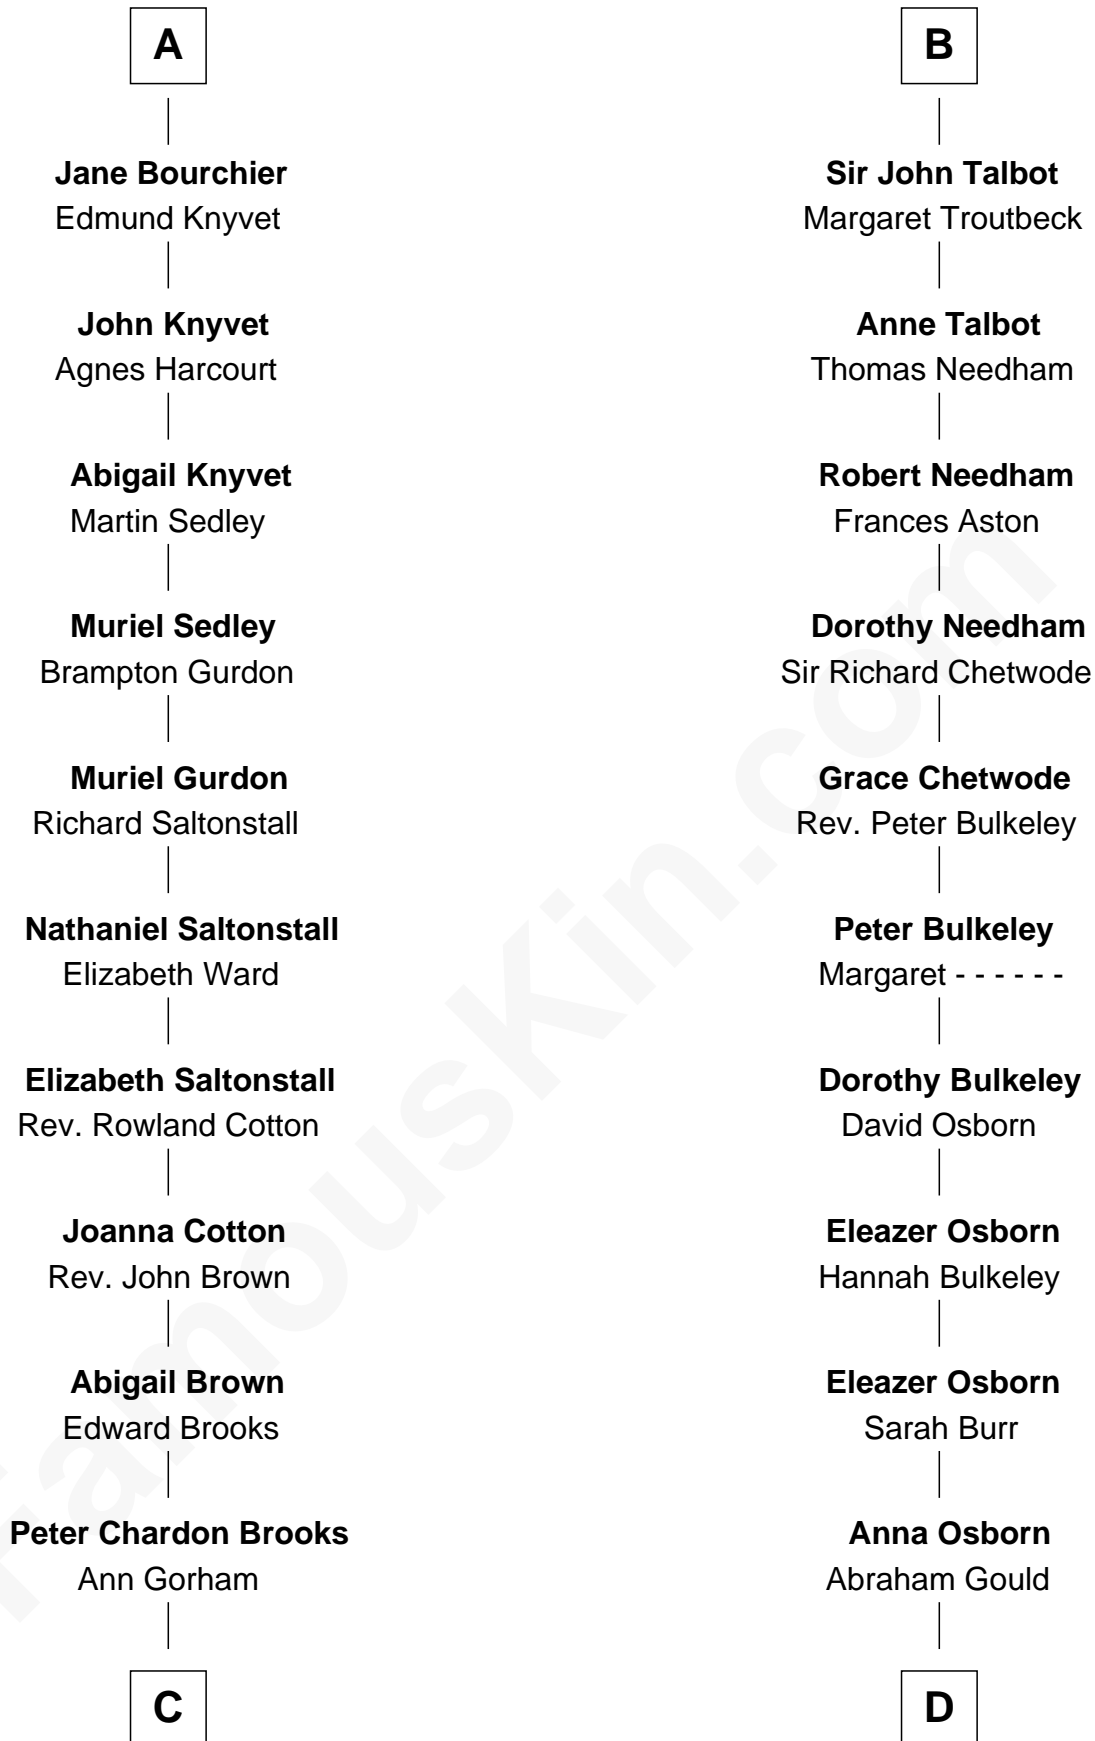 A
Jane Bourchier
Edmund Knyvet
John Knyvet
Agnes Harcourt
Abigail Knyvet
Martin Sedley
Muriel Sedley
Brampton Gurdon
Muriel Gurdon
Richard Saltonstall
Nathaniel Saltonstall
Elizabeth Ward
Elizabeth Saltonstall
Rev. Rowland Cotton
Joanna Cotton
Rev. John Brown
Abigail Brown
Edward Brooks
Peter Chardon Brooks
Ann Gorham
C
B
Sir John Talbot
Margaret Troutbeck
Anne Talbot
Thomas Needham
Robert Needham
Frances Aston
Dorothy Needham
Sir Richard Chetwode
Grace Chetwode
Rev. Peter Bulkeley
Peter Bulkeley
Margaret - - - - - -
Dorothy Bulkeley
David Osborn
Eleazer Osborn
Hannah Bulkeley
Eleazer Osborn
Sarah Burr
Anna Osborn
Abraham Gould
D
FamousKin.com